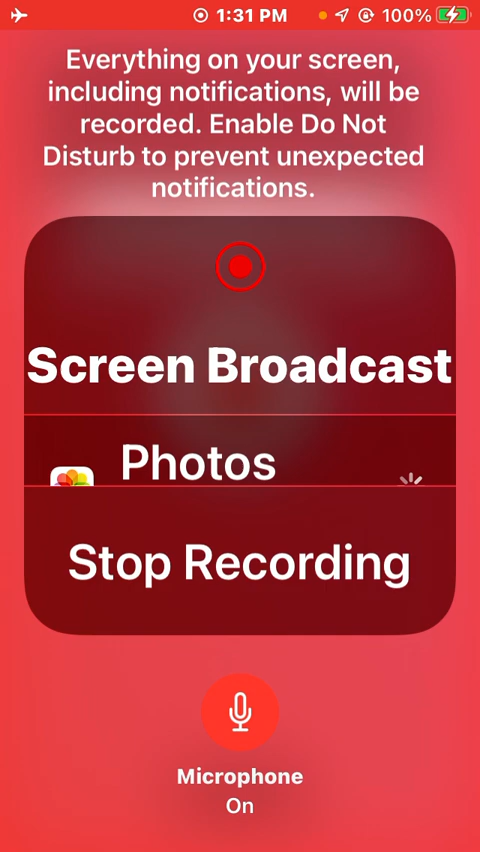 1:31 PM 100%
Everything on your screen,
including notifications, will be
recorded. Enable Do Not
Disturb to prevent unexpected
notifications.
Screen Broadcast
Photos
Stop Recording
Microphone
On